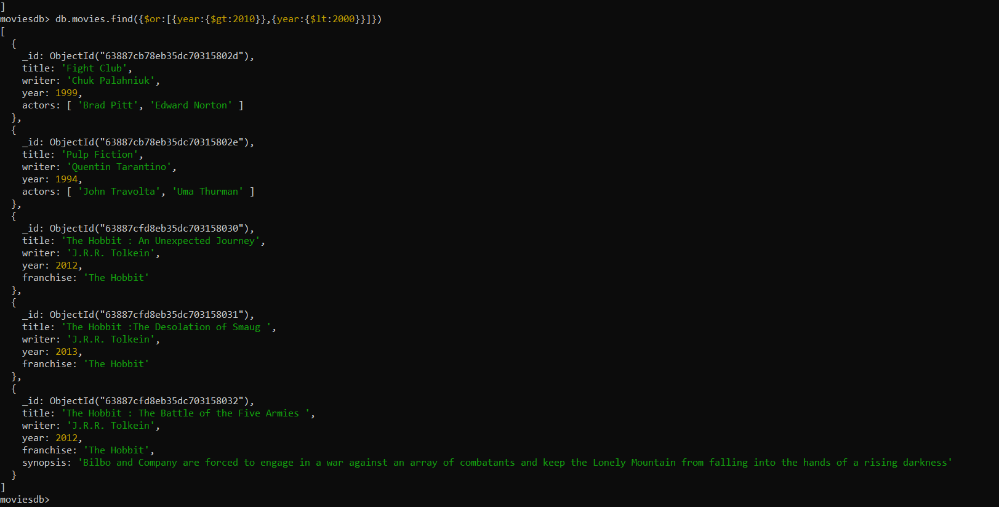 ]
moviesdb> db.movies.find({$or:[{year:{$gt:2010}},{year:{$lt:2000}}]})
[
  {
    _id: ObjectId("63887cb78eb35dc70315802d"),
    title: 'Fight Club',
    writer: 'Chuk Palahniuk',
    year: 1999,
    actors: [ 'Brad Pitt', 'Edward Norton' ]
  },
  {
    _id: ObjectId("63887cb78eb35dc70315802e"),
    title: 'Pulp Fiction',
    writer: 'Quentin Tarantino',
    year: 1994,
    actors: [ 'John Travolta', 'Uma Thurman' ]
  },
  {
    _id: ObjectId("63887cfd8eb35dc703158030"),
    title: 'The Hobbit : An Unexpected Journey',
    writer: 'J.R.R. Tolkein',
    year: 2012,
    franchise: 'The Hobbit'
  },
  {
    _id: ObjectId("63887cfd8eb35dc703158031"),
    title: 'The Hobbit :The Desolation of Smaug ',
    writer: 'J.R.R. Tolkein',
    year: 2013,
    franchise: 'The Hobbit'
  },
  {
    _id: ObjectId("63887cfd8eb35dc703158032"),
    title: 'The Hobbit : The Battle of the Five Armies ',
    writer: 'J.R.R. Tolkein',
    year: 2012,
    franchise: 'The Hobbit',
    synopsis: 'Bilbo and Company are forced to engage in a war against an array of combatants and keep the Lonely Mountain from falling into the hands of a rising darkness'
  }
]
moviesdb>